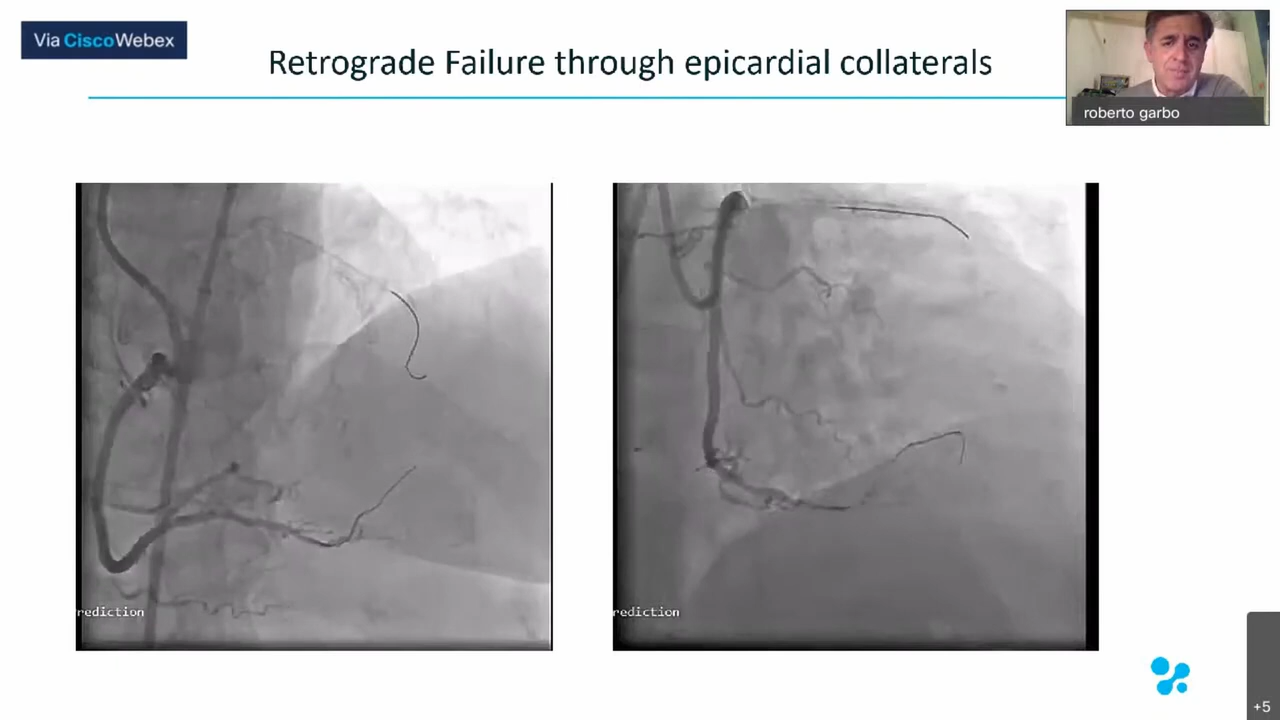 Via CiscoWebex
Retrograde Failure through epicardial collaterals
roberto garbo
rediction
rediction
+5